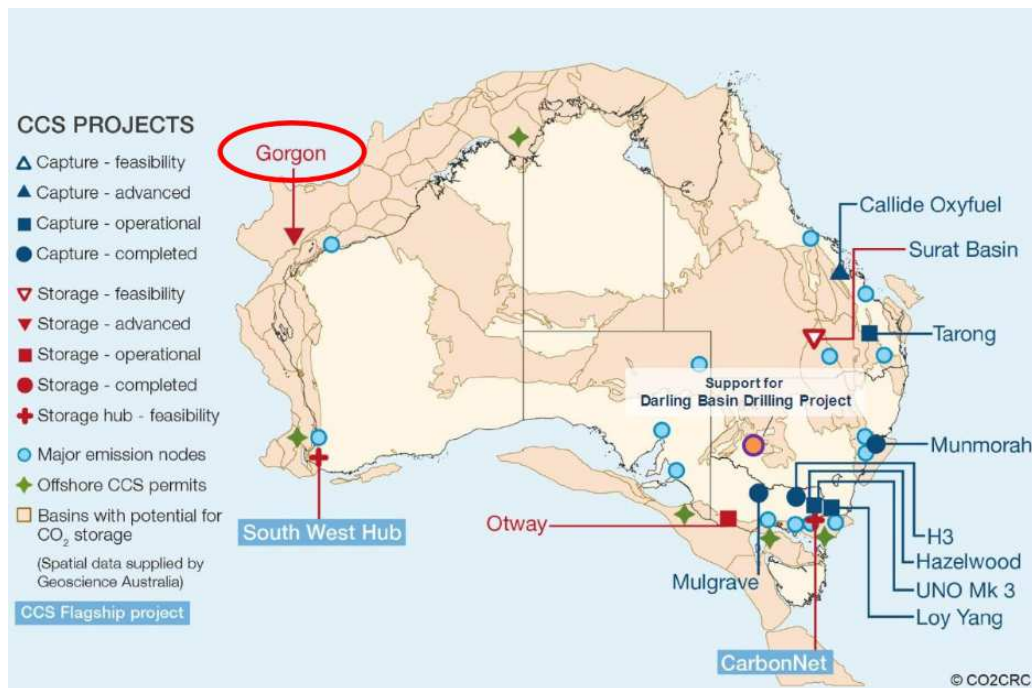 CCS PROJECTS
Capture - feasibility
Capture - advanced
Capture - operational
Capture - completed
Storage - feasibility
Storage - advanced
Storage - operational
Storage - completed
Storage hub - feasibility
Major emission nodes
Offshore CCS permits
Basins with potential for
CO₂ storage
(Spatial data supplied by
Geoscience Australia)
CCS Flagship project
Gorgon
Callide Oxyfuel
Surat Basin
Tarong
Support for
Darling Basin Drilling Project
Munmorah
South West Hub
Otway
Mulgrave
H3
Hazelwood
UNO Mk 3
Loy Yang
CarbonNet
© CO2CRC